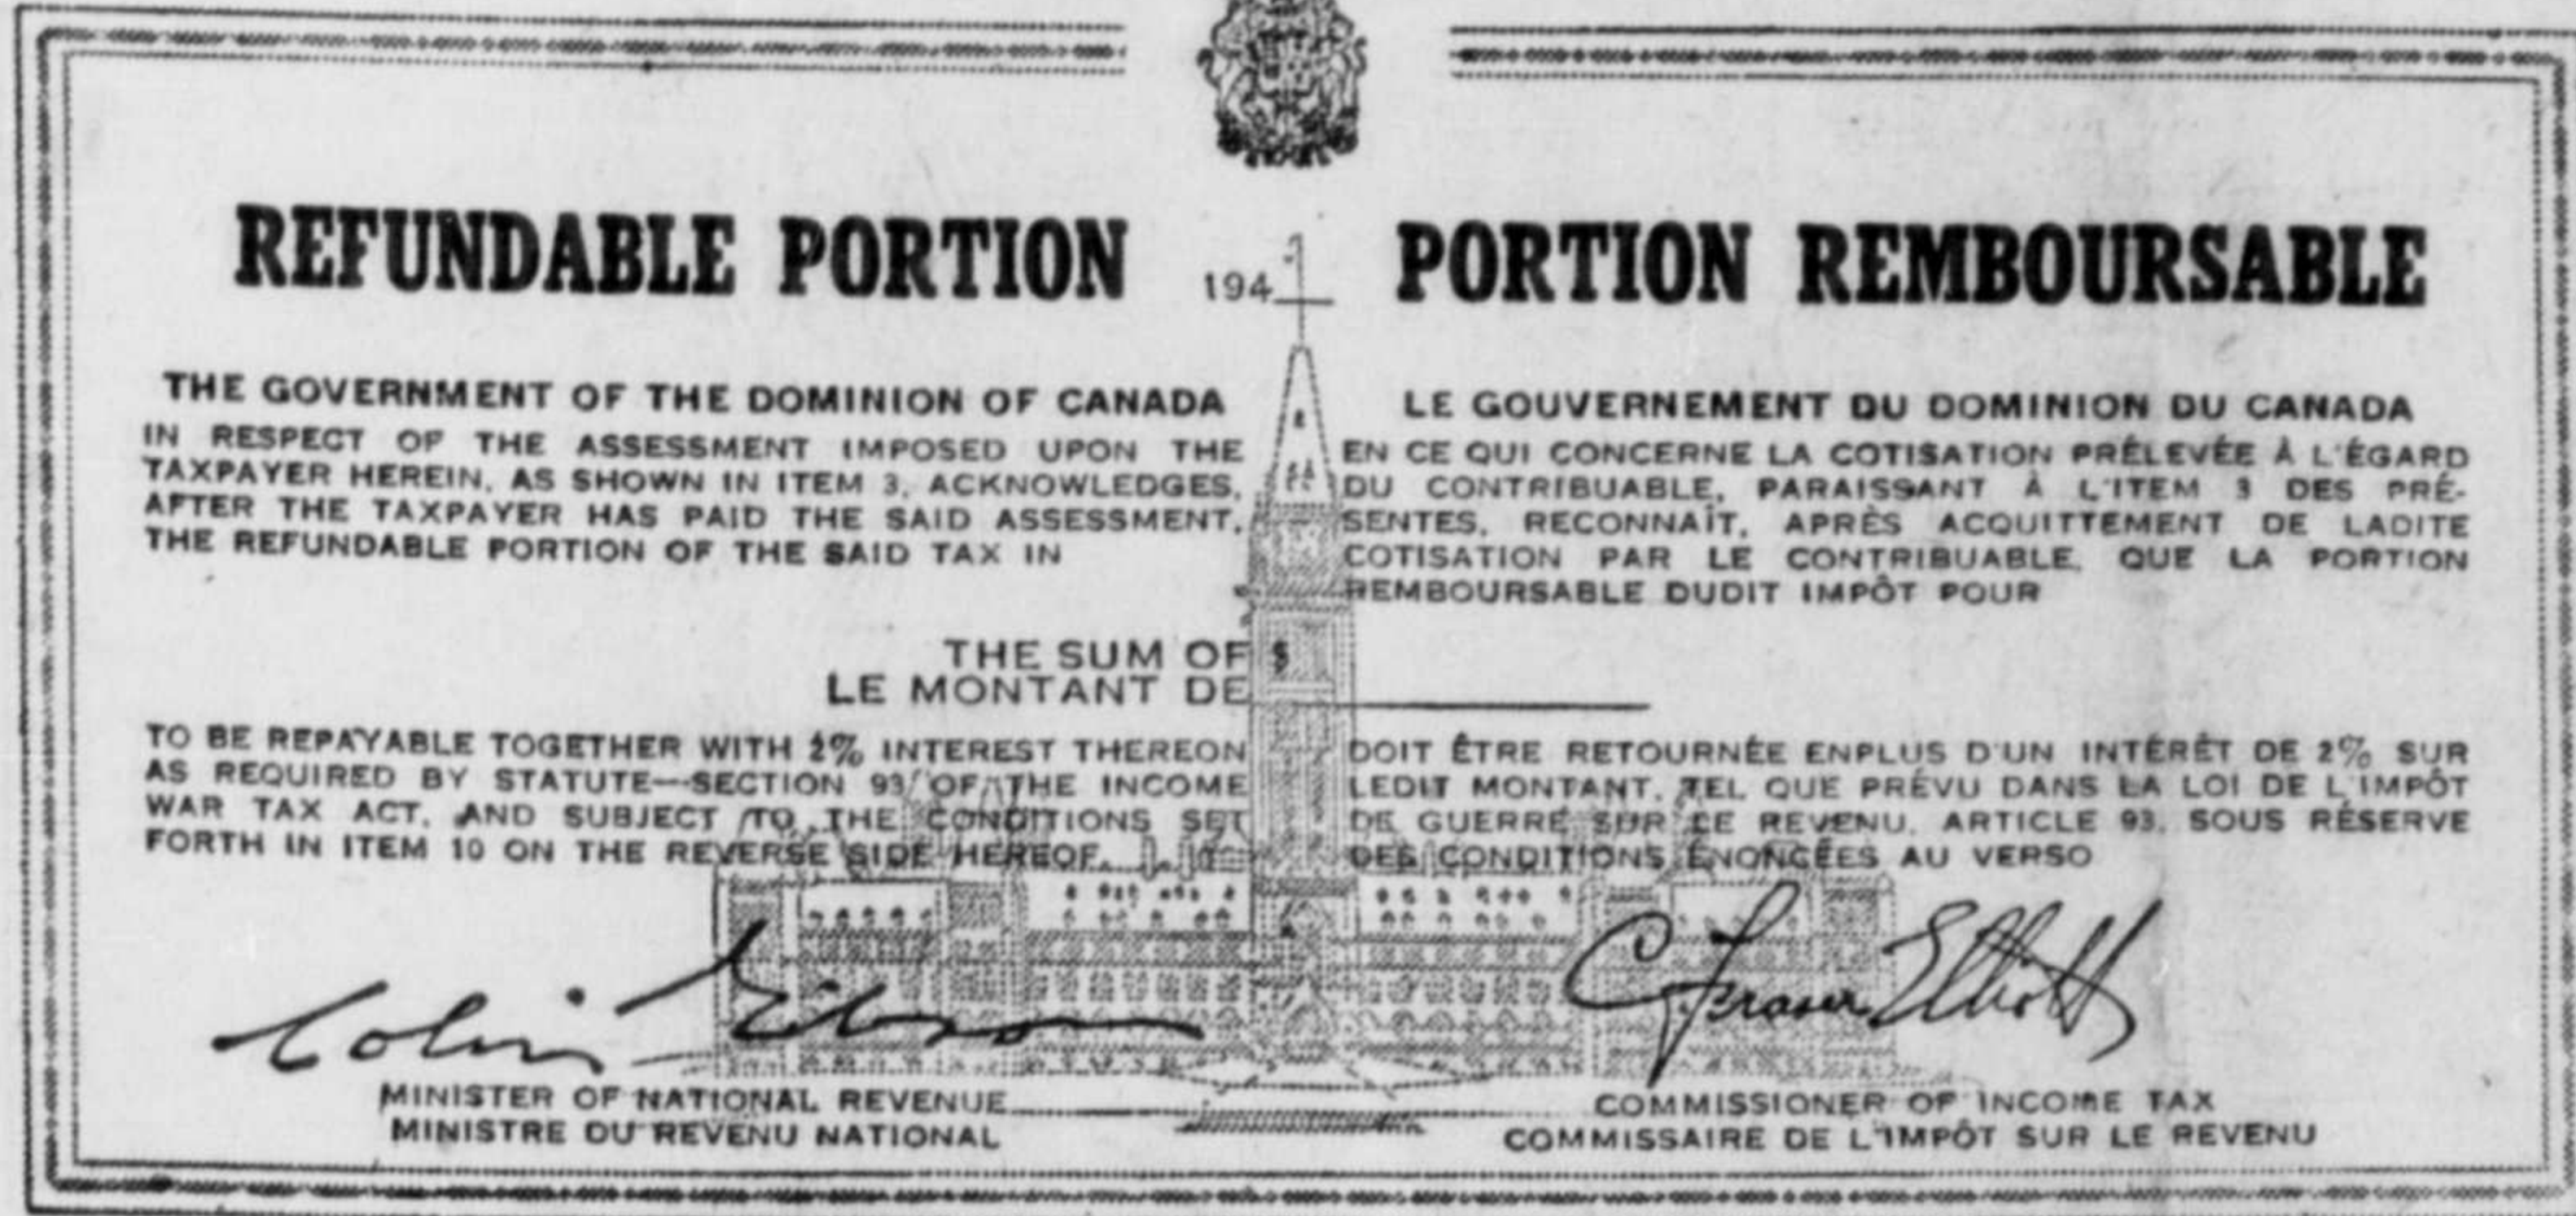 REFUNDABLE PORTION
194
PORTION REMBOURSABLE
THE GOVERNMENT OF THE DOMINION OF CANADA
IN RESPECT OF THE ASSESSMENT IMPOSED UPON THE
TAXPAYER HEREIN, AS SHOWN IN ITEM 3, ACKNOWLEDGES,
AFTER THE TAXPAYER HAS PAID THE SAID ASSESSMENT,
THE REFUNDABLE PORTION OF THE SAID TAX IN
LE GOUVERNEMENT DU DOMINION DU CANADA
EN CE QUI CONCERNE LA COTISATION PRÉLEVÉE À L'ÉGARD
DU CONTRIBUABLE, PARAISSANT À L'ITEM 3 DES PRÉ-
SENTES, RECONNAÎT, APRÈS ACQUITTEMENT DE LADITE
COTISATION PAR LE CONTRIBUABLE, QUE LA PORTION
REMBOURSABLE DUDIT IMPÔT POUR
THE SUM OF $
LE MONTANT DE
TO BE REPAYABLE TOGETHER WITH 2% INTEREST THEREON
AS REQUIRED BY STATUTE—SECTION 93 OF THE INCOME
WAR TAX ACT, AND SUBJECT TO THE CONDITIONS SET
FORTH IN ITEM 10 ON THE REVERSE SIDE HEREOF.
DOIT ÊTRE RETOURNÉE ENPLUS D'UN INTÉRÊT DE 2% SUR
LEDIT MONTANT, TEL QUE PRÉVU DANS LA LOI DE L'IMPÔT
DE GUERRE SUR LE REVENU, ARTICLE 93, SOUS RÉSERVE
DES CONDITIONS ÉNONCÉES AU VERSO
Colin Gibson
C Fraser Elliott
MINISTER OF NATIONAL REVENUE
MINISTRE DU REVENU NATIONAL
COMMISSIONER OF INCOME TAX
COMMISSAIRE DE L'IMPÔT SUR LE REVENU